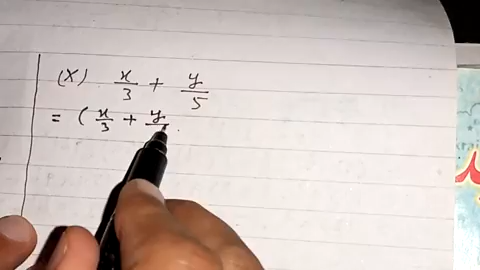 (x) x/3 + y/5
= ( x/3 + y/